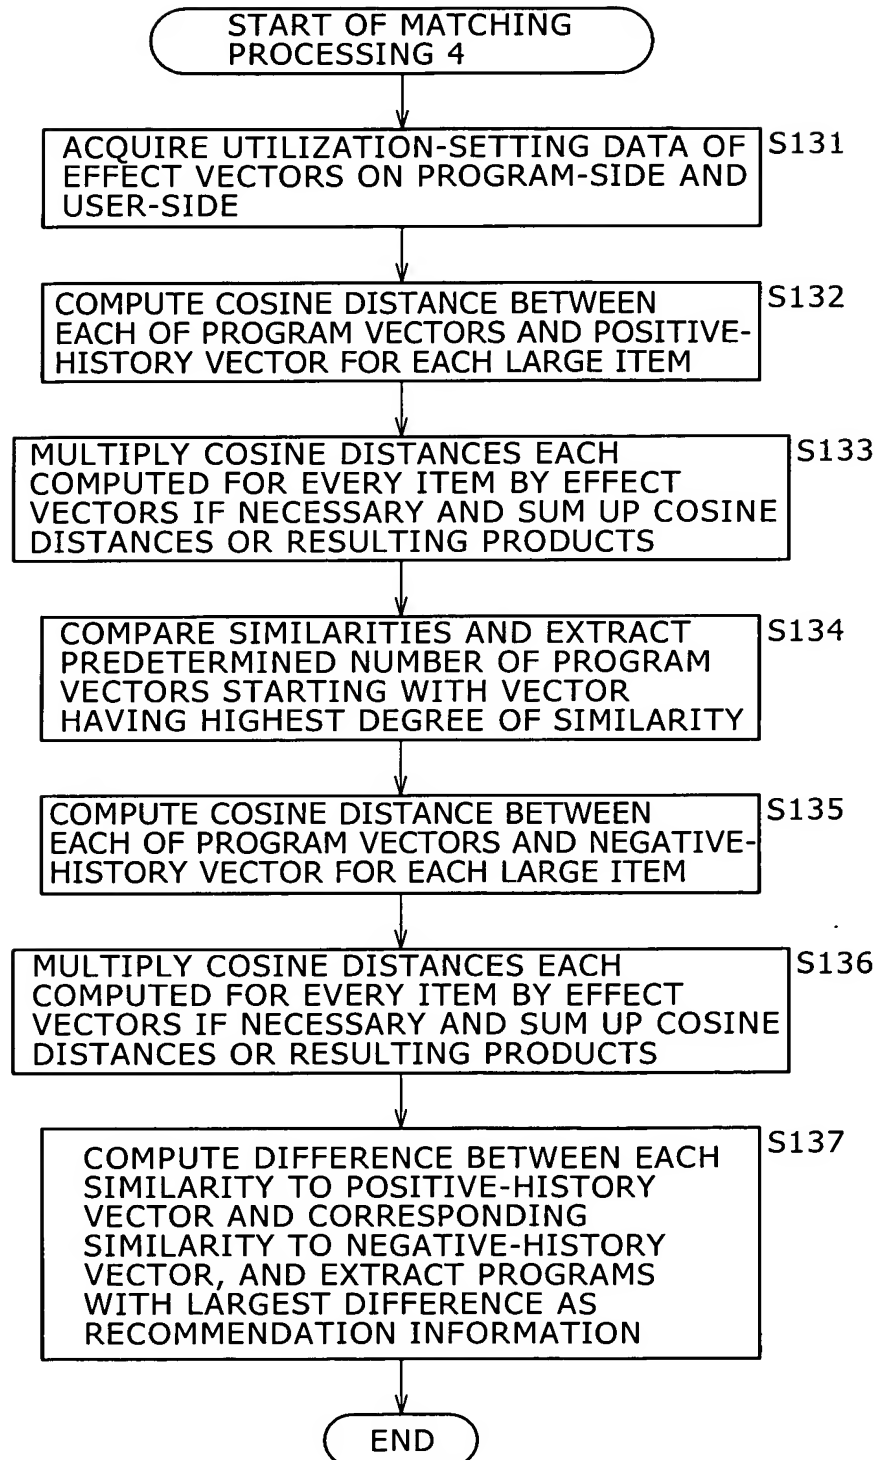 START OF MATCHING
PROCESSING 4
S131
ACQUIRE UTILIZATION-SETTING DATA OF
EFFECT VECTORS ON PROGRAM-SIDE AND
USER-SIDE
S132
COMPUTE COSINE DISTANCE BETWEEN
EACH OF PROGRAM VECTORS AND POSITIVE-
HISTORY VECTOR FOR EACH LARGE ITEM
S133
MULTIPLY COSINE DISTANCES EACH
COMPUTED FOR EVERY ITEM BY EFFECT
VECTORS IF NECESSARY AND SUM UP COSINE
DISTANCES OR RESULTING PRODUCTS
S134
COMPARE SIMILARITIES AND EXTRACT
PREDETERMINED NUMBER OF PROGRAM
VECTORS STARTING WITH VECTOR
HAVING HIGHEST DEGREE OF SIMILARITY
S135
COMPUTE COSINE DISTANCE BETWEEN
EACH OF PROGRAM VECTORS AND NEGATIVE-
HISTORY VECTOR FOR EACH LARGE ITEM
S136
MULTIPLY COSINE DISTANCES EACH
COMPUTED FOR EVERY ITEM BY EFFECT
VECTORS IF NECESSARY AND SUM UP COSINE
DISTANCES OR RESULTING PRODUCTS
S137
COMPUTE DIFFERENCE BETWEEN EACH
SIMILARITY TO POSITIVE-HISTORY
VECTOR AND CORRESPONDING
SIMILARITY TO NEGATIVE-HISTORY
VECTOR, AND EXTRACT PROGRAMS
WITH LARGEST DIFFERENCE AS
RECOMMENDATION INFORMATION
END